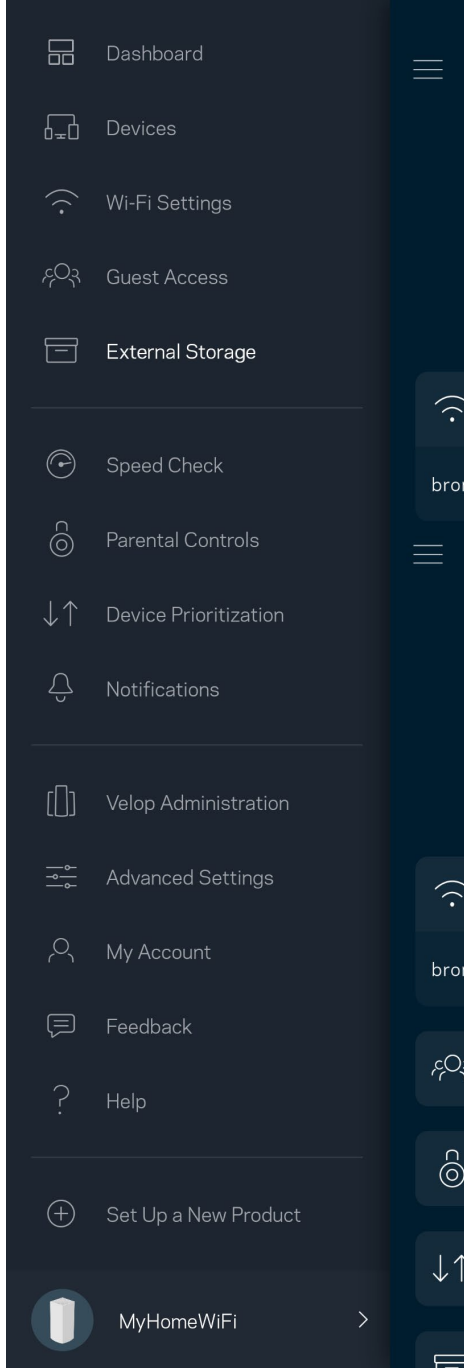 Dashboard
Devices
Wi-Fi Settings
Guest Access
External Storage
Speed Check
Parental Controls
Device Prioritization
Notifications
Velop Administration
Advanced Settings
My Account
Feedback
Help
Set Up a New Product
MyHomeWiFi